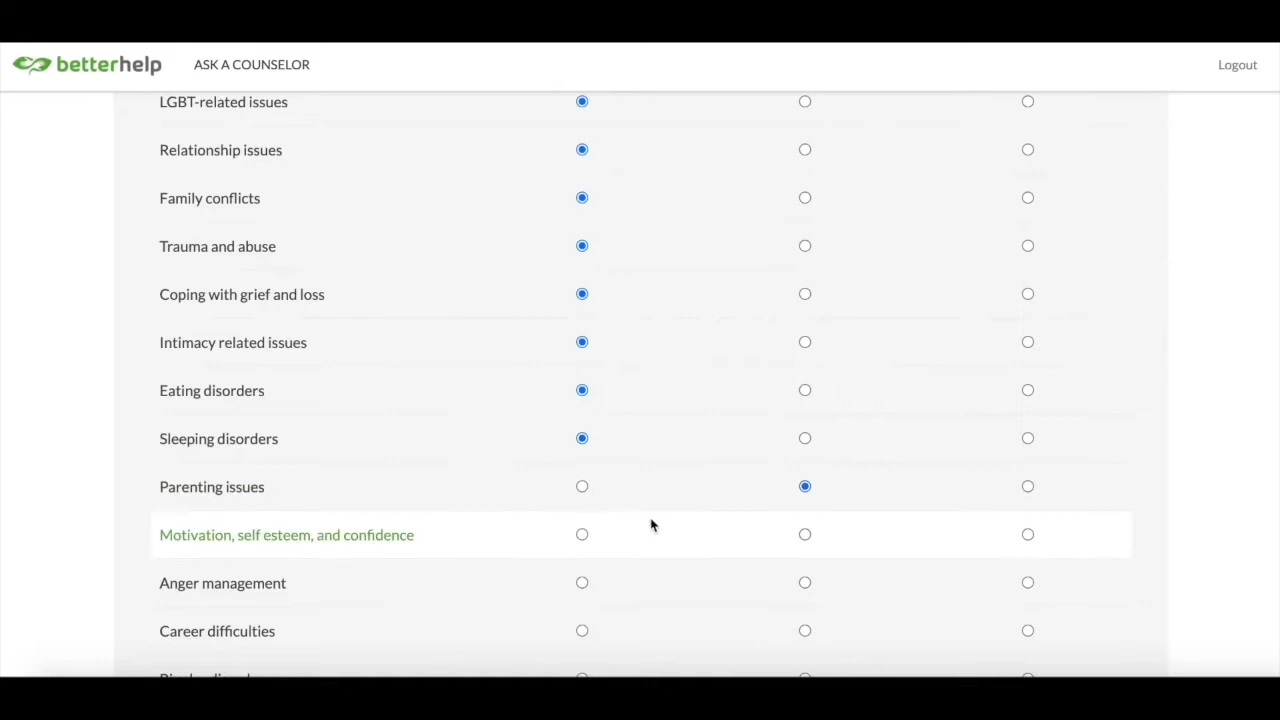 betterhelp ASK A COUNSELOR Logout
LGBT-related issues
Relationship issues
Family conflicts
Trauma and abuse
Coping with grief and loss
Intimacy related issues
Eating disorders
Sleeping disorders
Parenting issues
Motivation, self esteem, and confidence
Anger management
Career difficulties